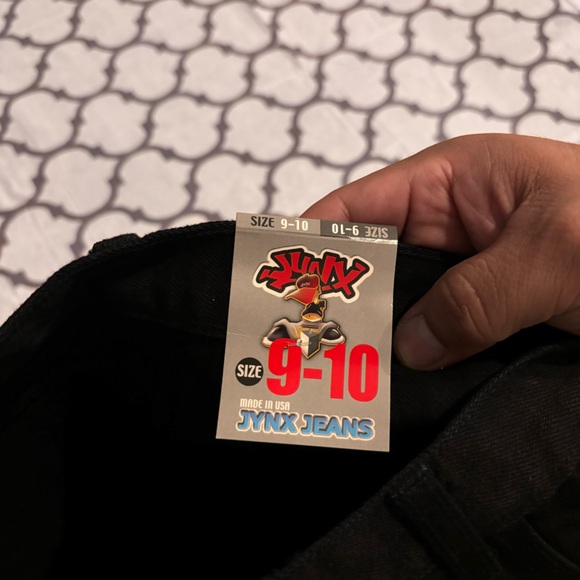 SIZE 9-10 SIZE 9-10
JYNX
SIZE 9-10
MADE IN USA
JYNX JEANS